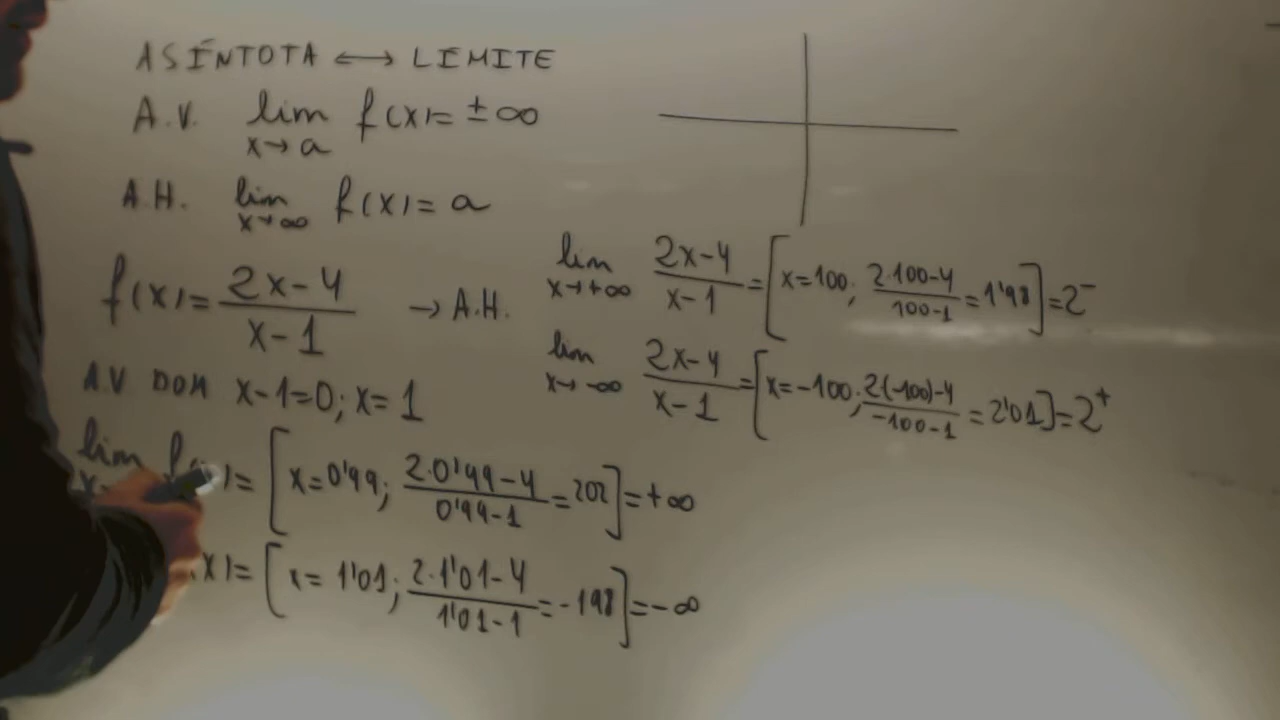 ASÍNTOTA ⟷ LÍMITE
A.V. lim x→a f(x)= ±∞
A.H. lim x→∞ f(x)= a
f(x)= (2x-4)/(x-1) → A.H.
lim x→+∞ (2x-4)/(x-1) = [x=100; (2·100-4)/(100-1) = 1'98] = 2⁻
lim x→-∞ (2x-4)/(x-1) = [x=-100; (2(-100)-4)/(-100-1) = 2'01] = 2⁺
A.V DOM x-1=0; x=1
lim f(x)= [x=0'99; (2·0'99-4)/(0'99-1) = 202] = +∞
x)= [x= 1'01; (2·1'01-4)/(1'01-1) = -198] = -∞